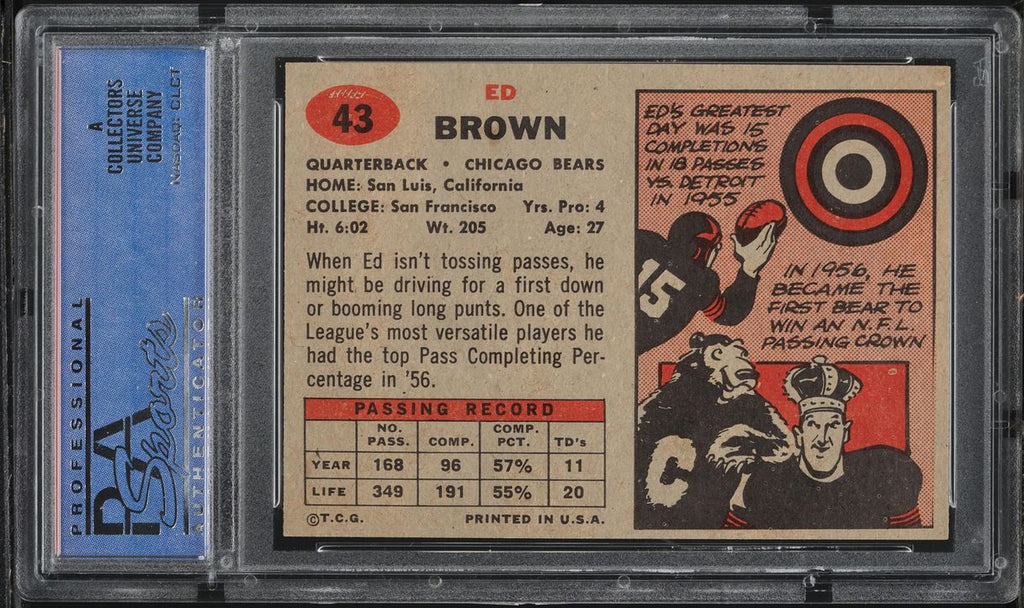 A
COLLECTORS
UNIVERSE
COMPANY
NASDAQ: CLCT
PROFESSIONAL
PSA
Sports
AUTHENTICATOR
43
ED
BROWN
QUARTERBACK • CHICAGO BEARS
HOME: San Luis, California
COLLEGE: San Francisco Yrs. Pro: 4
Ht. 6:02 Wt. 205 Age: 27
When Ed isn't tossing passes, he
might be driving for a first down
or booming long punts. One of the
League's most versatile players he
had the top Pass Completing Per-
centage in '56.
PASSING RECORD
NO. PASS. COMP. COMP. PCT. TD's
YEAR 168 96 57% 11
LIFE 349 191 55% 20
©T.C.G. PRINTED IN U.S.A.
ED'S GREATEST
DAY WAS 15
COMPLETIONS
IN 18 PASSES
VS. DETROIT
IN 1955
15
IN 1956, HE
BECAME THE
FIRST BEAR TO
WIN AN N.F.L
PASSING CROWN
C